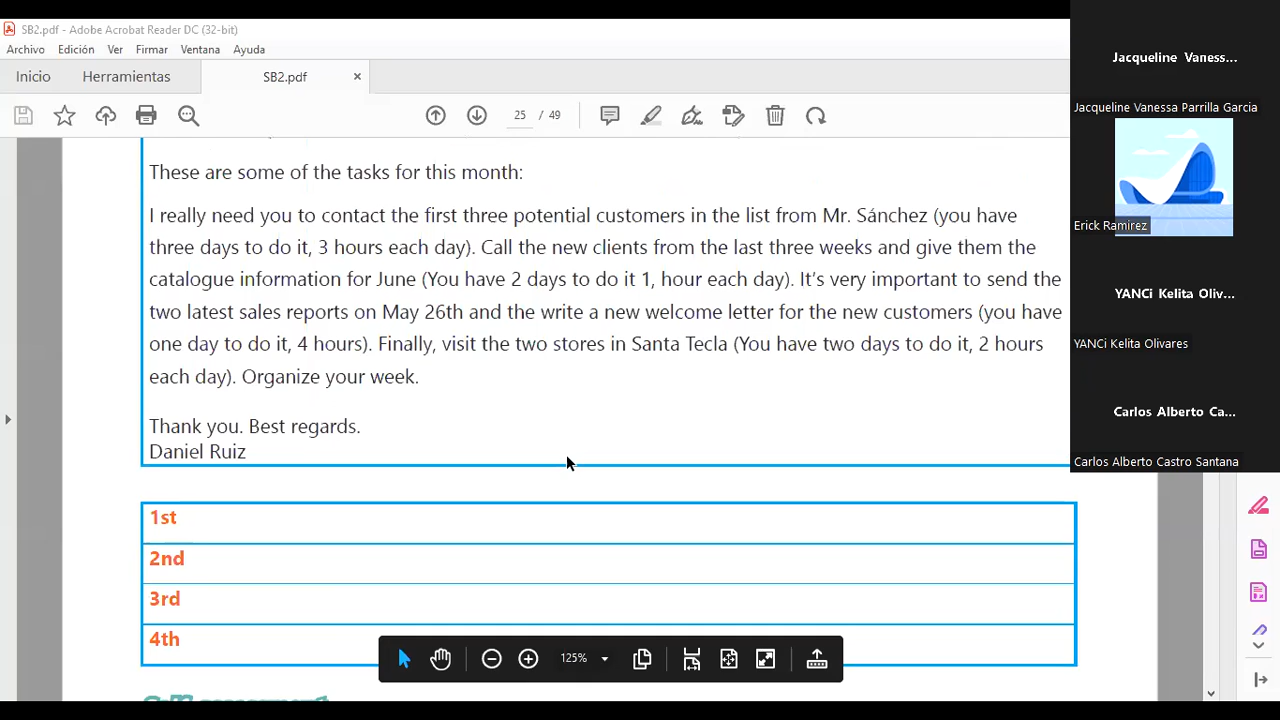 SB2.pdf - Adobe Acrobat Reader DC (32-bit)
Archivo Edición Ver Firmar Ventana Ayuda
Inicio Herramientas SB2.pdf ×
25 / 49
These are some of the tasks for this month:
I really need you to contact the first three potential customers in the list from Mr. Sánchez (you have
three days to do it, 3 hours each day). Call the new clients from the last three weeks and give them the
catalogue information for June (You have 2 days to do it 1, hour each day). It's very important to send the
two latest sales reports on May 26th and the write a new welcome letter for the new customers (you have
one day to do it, 4 hours). Finally, visit the two stores in Santa Tecla (You have two days to do it, 2 hours
each day). Organize your week.
Thank you. Best regards.
Daniel Ruiz
1st
2nd
3rd
4th
125%
Jacqueline Vaness...
Jacqueline Vanessa Parrilla Garcia
Erick Ramirez
YANCi Kelita Oliv...
YANCi Kelita Olivares
Carlos Alberto Ca...
Carlos Alberto Castro Santana